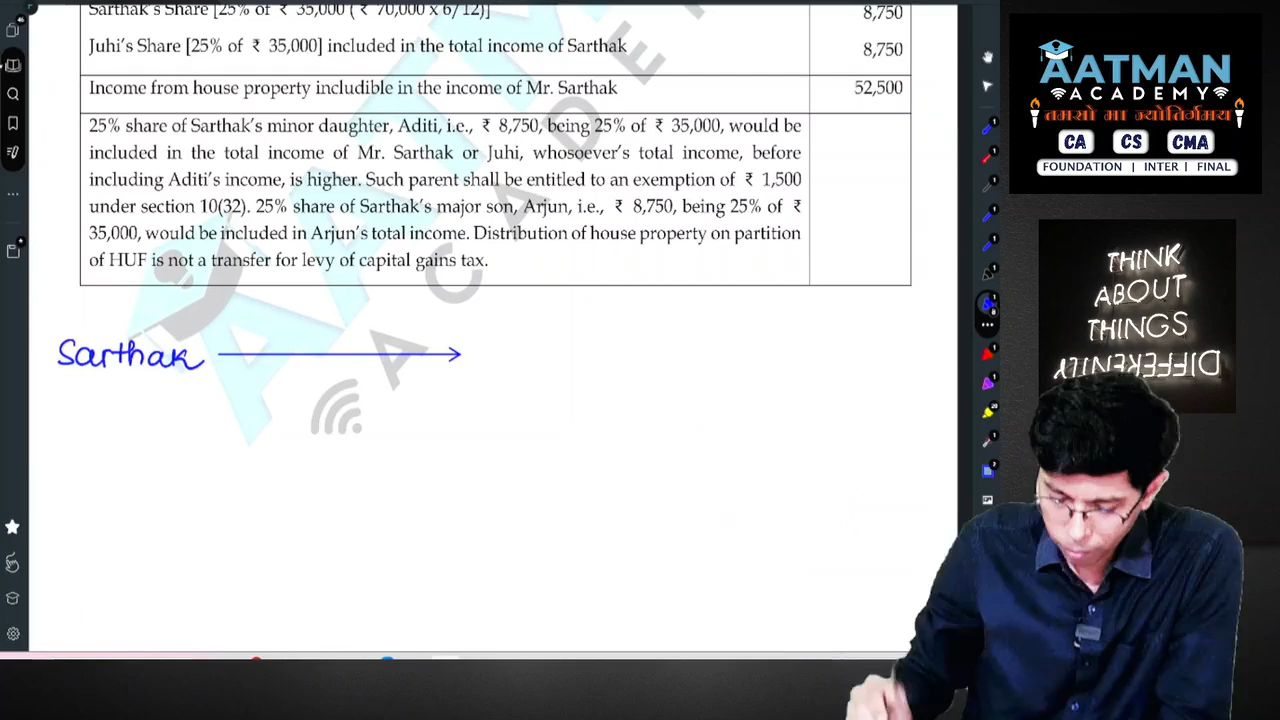 Sarthak's Share [25% of ₹ 35,000 ( ₹ 70,000 x 6/12)]
8,750
Juhi's Share [25% of ₹ 35,000] included in the total income of Sarthak
8,750
Income from house property includible in the income of Mr. Sarthak
52,500
25% share of Sarthak's minor daughter, Aditi, i.e., ₹ 8,750, being 25% of ₹ 35,000, would be
included in the total income of Mr. Sarthak or Juhi, whosoever's total income, before
including Aditi's income, is higher. Such parent shall be entitled to an exemption of ₹ 1,500
under section 10(32). 25% share of Sarthak's major son, Arjun, i.e., ₹ 8,750, being 25% of ₹
35,000, would be included in Arjun's total income. Distribution of house property on partition
of HUF is not a transfer for levy of capital gains tax.
Sarthak
AATMAN
ACADEMY
तमसो मा ज्योतिर्गमय
CA CS CMA
FOUNDATION | INTER | FINAL
THINK
ABOUT
THINGS
DIFFERENTLY